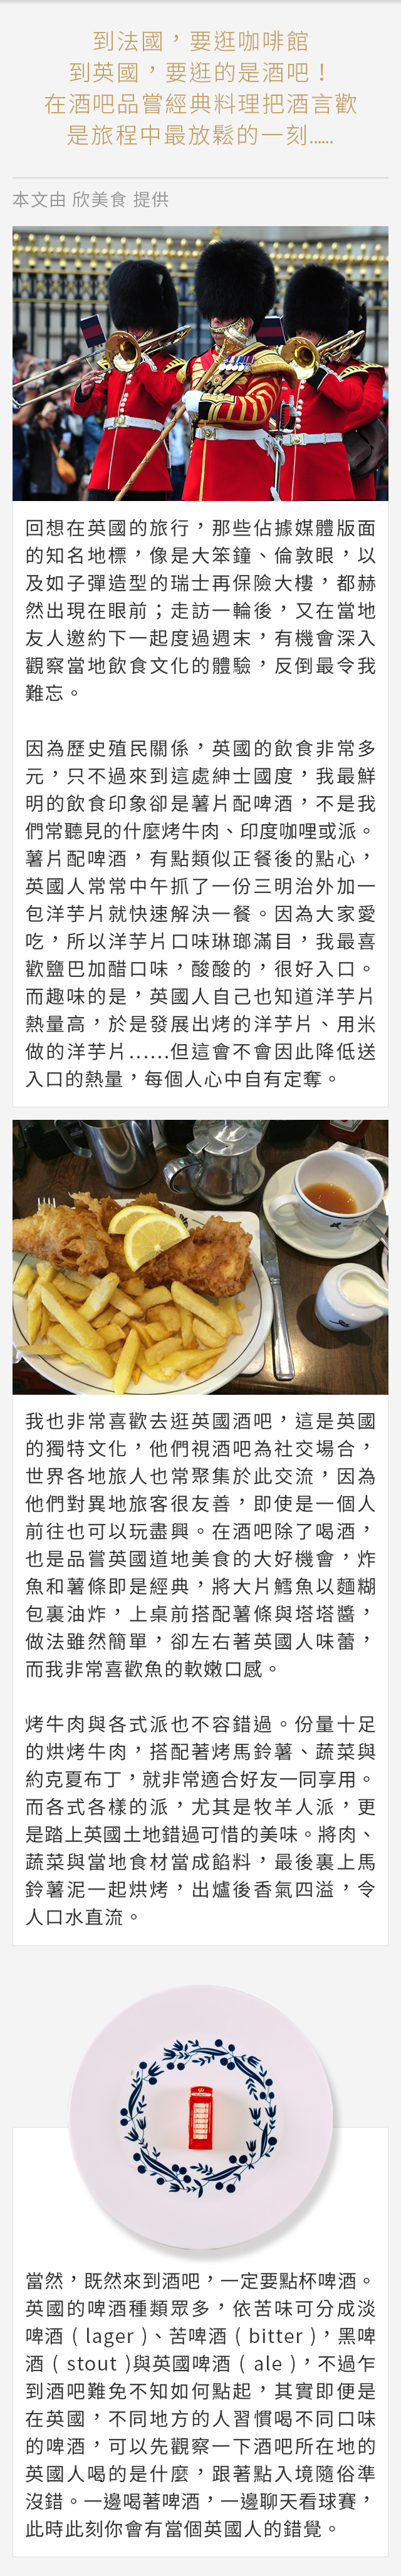 到法國，要逛咖啡館
到英國，要逛的是酒吧！
在酒吧品嘗經典料理把酒言歡
是旅程中最放鬆的一刻......
本文由 欣美食 提供
回想在英國的旅行，那些佔據媒體版面
的知名地標，像是大笨鐘、倫敦眼，以
及如子彈造型的瑞士再保險大樓，都赫
然出現在眼前；走訪一輪後，又在當地
友人邀約下一起度過週末，有機會深入
觀察當地飲食文化的體驗，反倒最令我
難忘。
因為歷史殖民關係，英國的飲食非常多
元，只不過來到這處紳士國度，我最鮮
明的飲食印象卻是薯片配啤酒，不是我
們常聽見的什麼烤牛肉、印度咖哩或派。
薯片配啤酒，有點類似正餐後的點心，
英國人常常中午抓了一份三明治外加一
包洋芋片就快速解決一餐。因為大家愛
吃，所以洋芋片口味琳瑯滿目，我最喜
歡鹽巴加醋口味，酸酸的，很好入口。
而趣味的是，英國人自己也知道洋芋片
熱量高，於是發展出烤的洋芋片、用米
做的洋芋片......但這會不會因此降低送
入口的熱量，每個人心中自有定奪。
我也非常喜歡去逛英國酒吧，這是英國
的獨特文化，他們視酒吧為社交場合，
世界各地旅人也常聚集於此交流，因為
他們對異地旅客很友善，即使是一個人
前往也可以玩盡興。在酒吧除了喝酒，
也是品嘗英國道地美食的大好機會，炸
魚和薯條即是經典，將大片鱈魚以麵糊
包裹油炸，上桌前搭配薯條與塔塔醬，
做法雖然簡單，卻左右著英國人味蕾，
而我非常喜歡魚的軟嫩口感。
烤牛肉與各式派也不容錯過。份量十足
的烘烤牛肉，搭配著烤馬鈴薯、蔬菜與
約克夏布丁，就非常適合好友一同享用。
而各式各樣的派，尤其是牧羊人派，更
是踏上英國土地錯過可惜的美味。將肉、
蔬菜與當地食材當成餡料，最後裏上馬
鈴薯泥一起烘烤，出爐後香氣四溢，令
人口水直流。
當然，既然來到酒吧，一定要點杯啤酒。
英國的啤酒種類眾多，依苦味可分成淡
啤酒 ( lager )、苦啤酒 ( bitter )，黑啤
酒 ( stout )與英國啤酒 ( ale )，不過乍
到酒吧難免不知如何點起，其實即便是
在英國，不同地方的人習慣喝不同口味
的啤酒，可以先觀察一下酒吧所在地的
英國人喝的是什麼，跟著點入境隨俗準
沒錯。一邊喝著啤酒，一邊聊天看球賽，
此時此刻你會有當個英國人的錯覺。